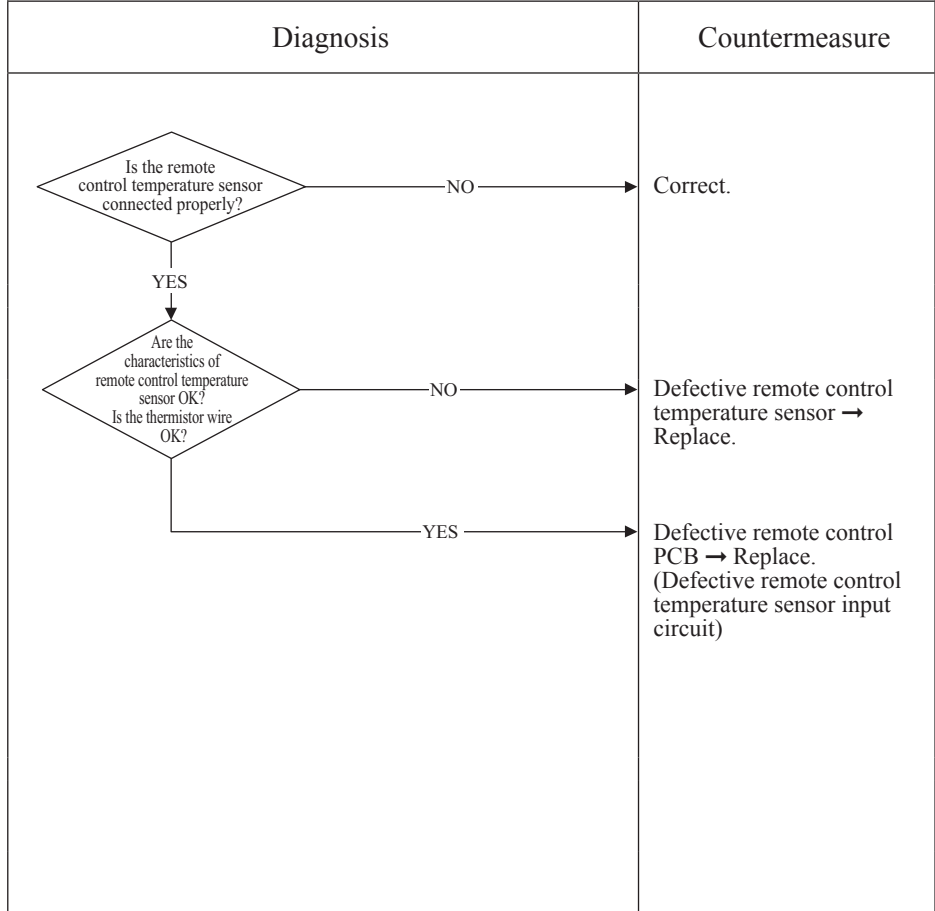 Diagnosis
Countermeasure
Is the remote
control temperature sensor
connected properly?
NO
Correct.
YES
Are the
characteristics of
remote control temperature
sensor OK?
Is the thermistor wire
OK?
NO
Defective remote control
temperature sensor →
Replace.
YES
Defective remote control
PCB → Replace.
(Defective remote control
temperature sensor input
circuit)